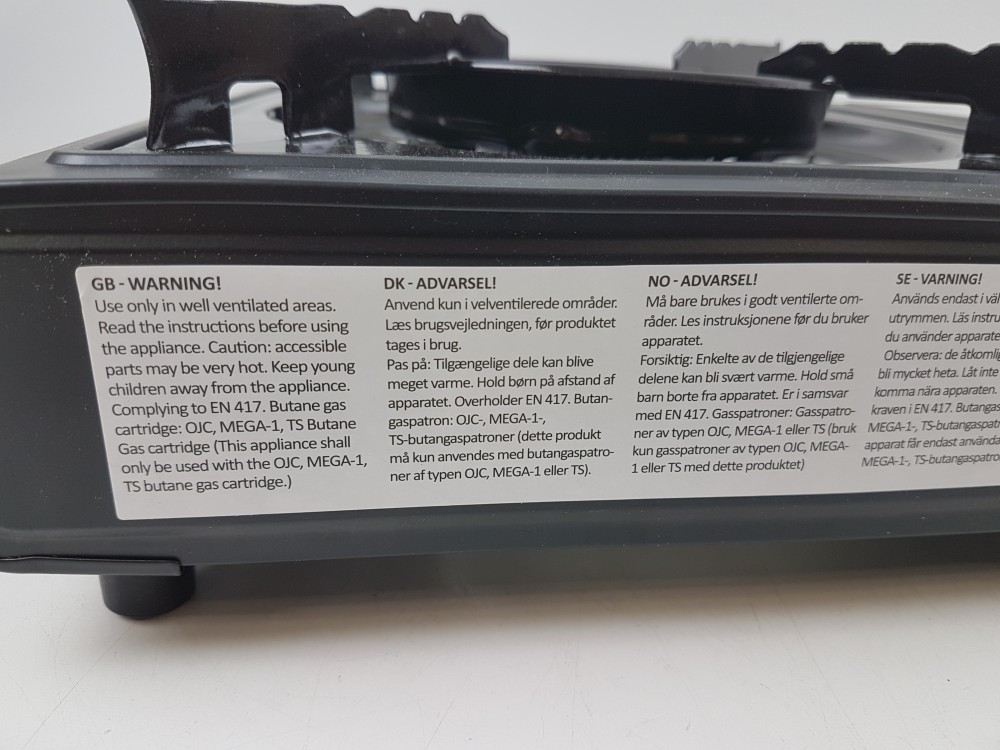 GB - WARNING!
Use only in well ventilated areas.
Read the instructions before using
the appliance. Caution: accessible
parts may be very hot. Keep young
children away from the appliance.
Complying to EN 417. Butane gas
cartridge: OJC, MEGA-1, TS Butane
Gas cartridge (This appliance shall
only be used with the OJC, MEGA-1,
TS butane gas cartridge.)
DK - ADVARSEL!
Anvend kun i velventilerede områder.
Læs brugsvejledningen, før produktet
tages i brug.
Pas på: Tilgængelige dele kan blive
meget varme. Hold børn på afstand af
apparatet. Overholder EN 417. Butan-
gaspatron: OJC-, MEGA-1-,
TS-butangaspatroner (dette produkt
må kun anvendes med butangaspatro-
ner af typen OJC, MEGA-1 eller TS).
NO - ADVARSEL!
Må bare brukes i godt ventilerte om-
råder. Les instruksjonene før du bruker
apparatet.
Forsiktig: Enkelte av de tilgjengelige
delene kan bli svært varme. Hold små
barn borte fra apparatet. Er i samsvar
med EN 417. Gasspatroner: Gasspatro-
ner av typen OJC, MEGA-1 eller TS (bruk
kun gasspatroner av typen OJC, MEGA-
1 eller TS med dette produktet)
SE - VARNING!
Används endast i
utrymmen. Läs
du använder
Observera: de
bli mycket heta. Låt inte
komma nära apparaten.
kraven i EN 417.
MEGA-1-,
apparat får endast
MEGA-1-,